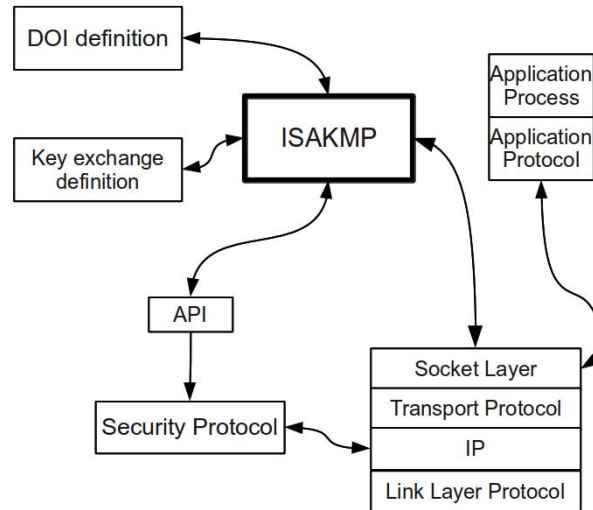 DOI definition
Application
Process
Application
Protocol
ISAKMP
Key exchange
definition
API
Socket Layer
Transport Protocol
Security Protocol
IP
Link Layer Protocol